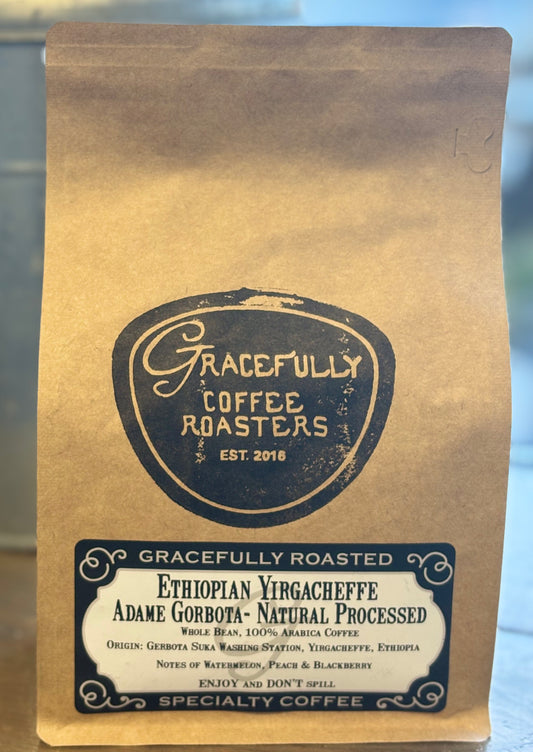 GRACEFULLY
COFFEE
ROASTERS
EST. 2016
GRACEFULLY ROASTED
ETHIOPIAN YIRGACHEFFE
ADAME GORBOTA- NATURAL PROCESSED
WHOLE BEAN, 100% ARABICA COFFEE
ORIGIN: GERBOTA SUKA WASHING STATION, YIRGACHEFFE, ETHIOPIA
NOTES OF WATERMELON, PEACH & BLACKBERRY
ENJOY AND DON'T SPILL
SPECIALTY COFFEE